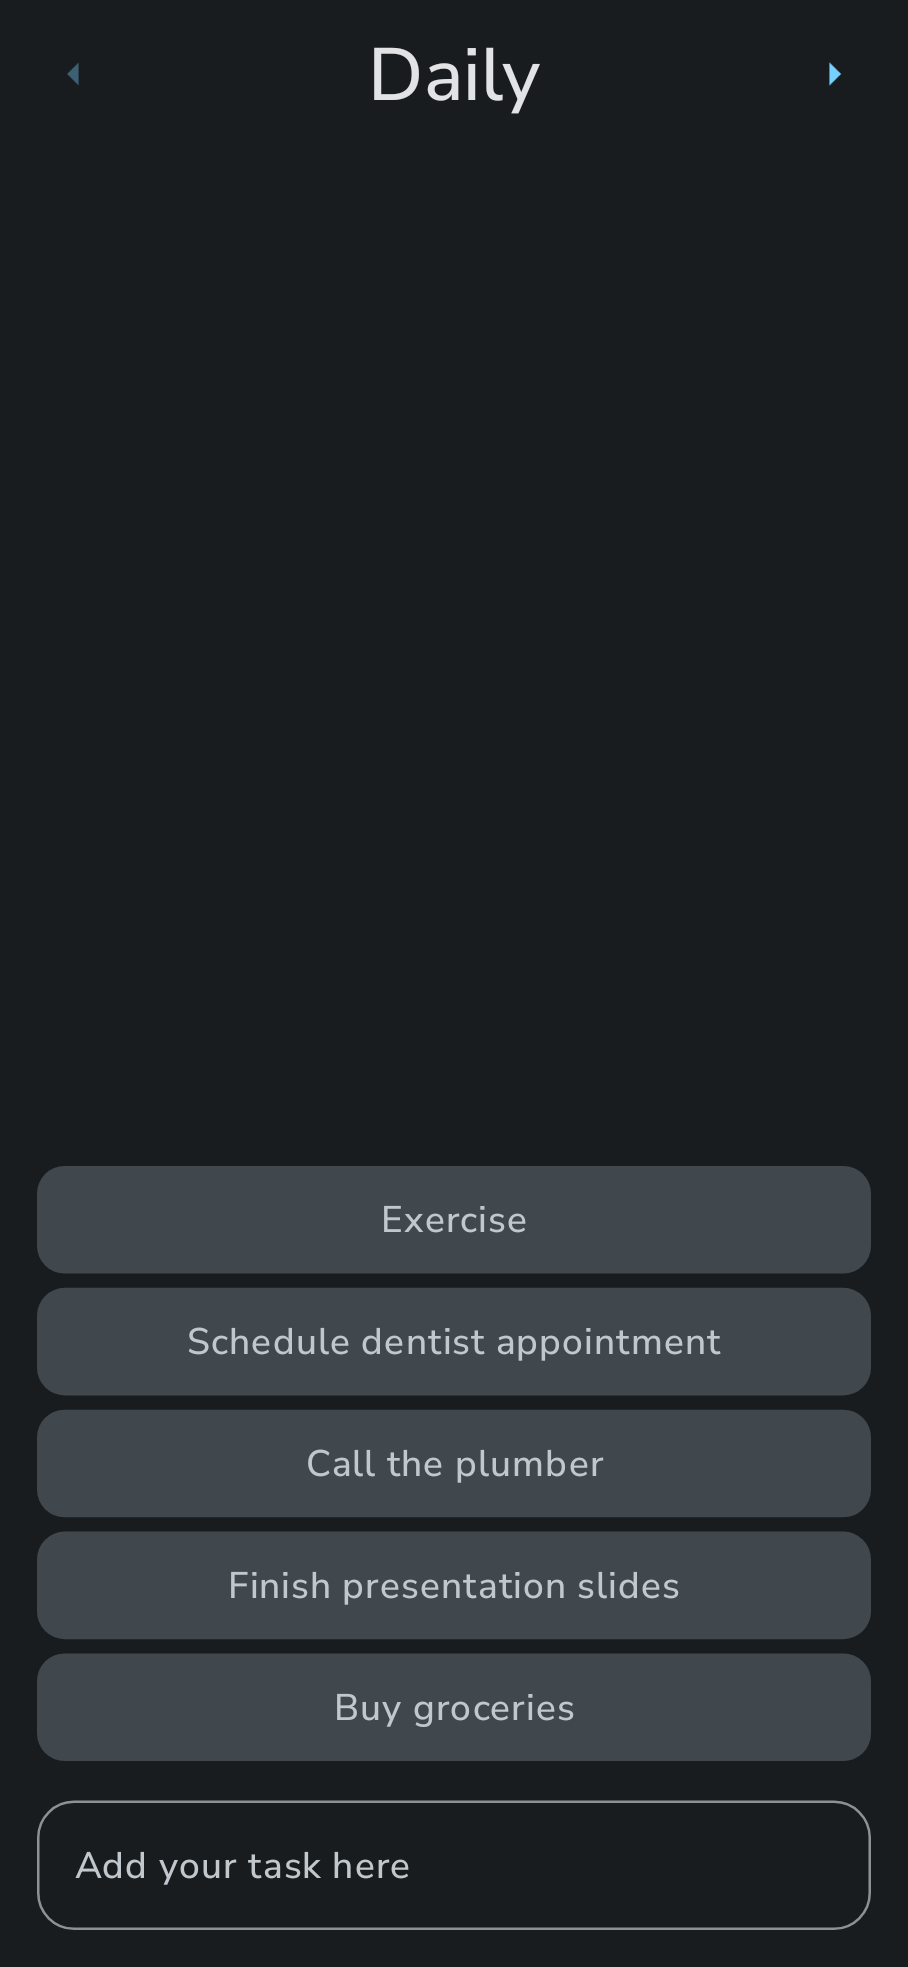 Daily
Exercise
Schedule dentist appointment
Call the plumber
Finish presentation slides
Buy groceries
Add your task here